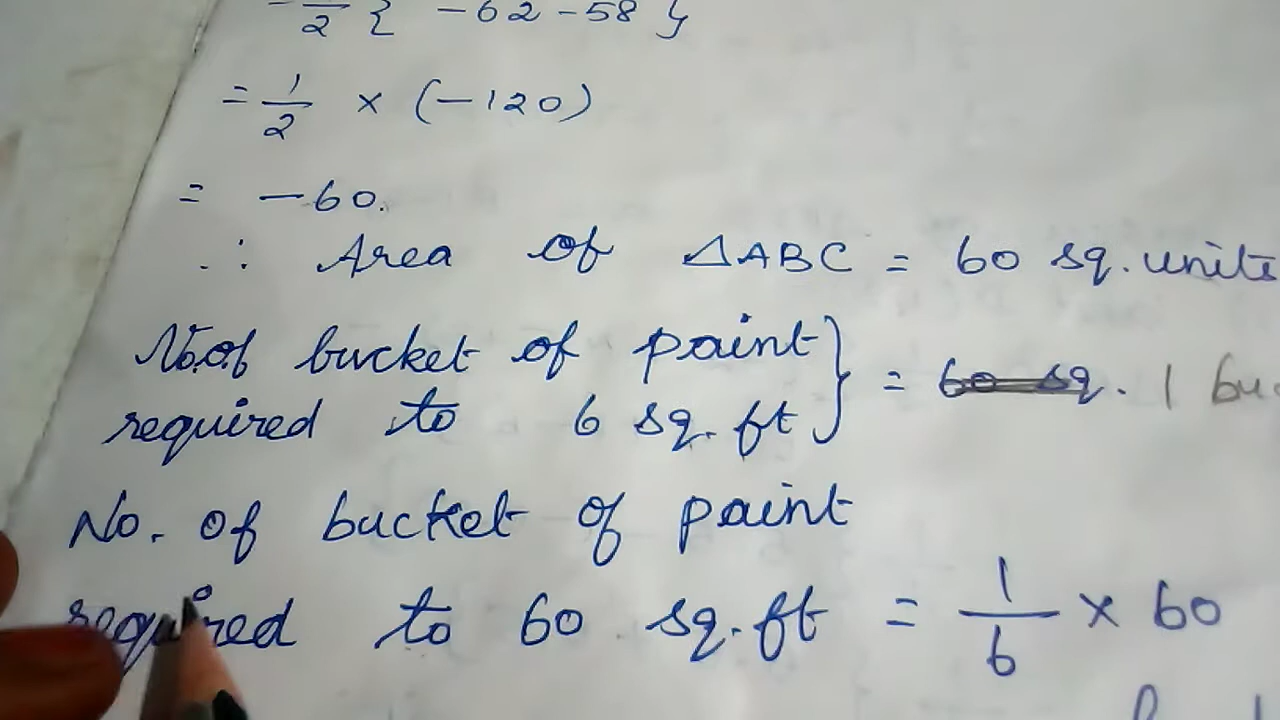 1/2 { -62-58 }
= 1/2 × (-120)
= -60.
∴ Area of △ABC = 60 sq. units
No.of bucket of paint
required to 6 sq.ft } = 60 sq. 1
No. of bucket of paint
required to 60 sq.ft = 1/6 × 60